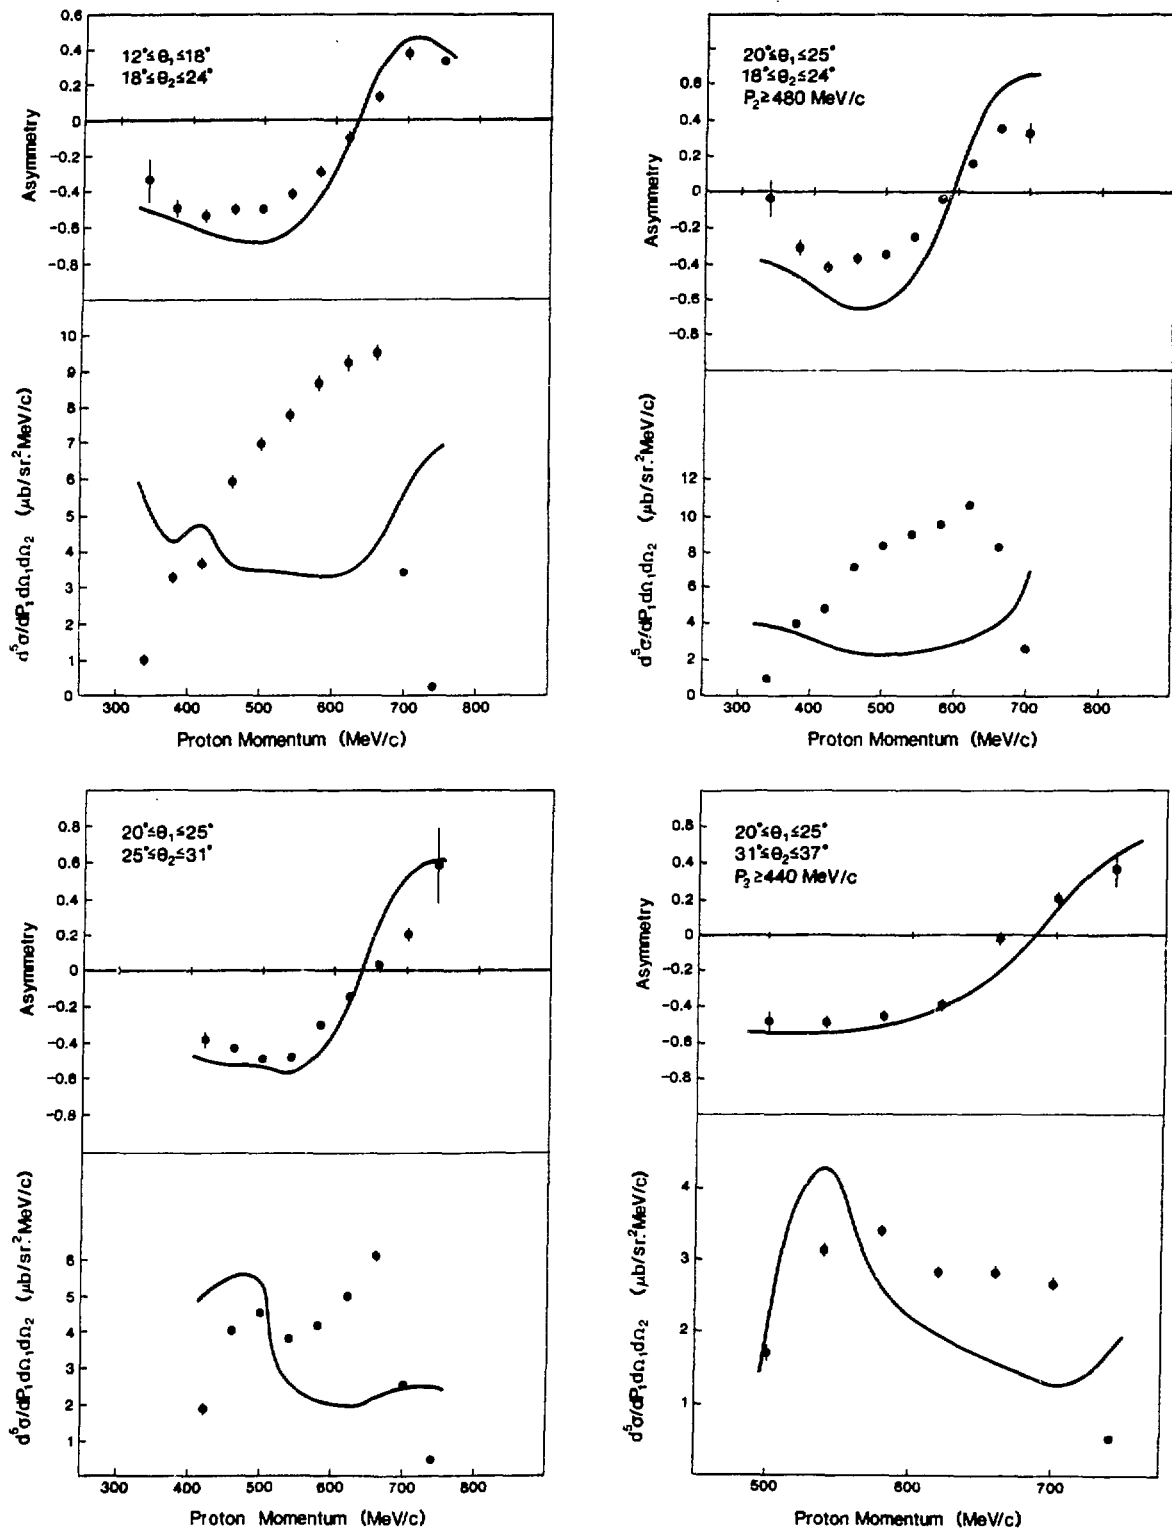 12°≤θ₁≤18°
18°≤θ₂≤24°
Asymmetry
0.6
0.4
0.2
0
-0.2
-0.4
-0.6
-0.8
d⁵σ/dP₁dΩ₁dΩ₂ (μb/sr.²MeV/c)
10
9
8
7
6
5
4
3
2
1
0
300 400 500 600 700 800
Proton Momentum (MeV/c)
20°≤θ₁≤25°
18°≤θ₂≤24°
P₂≥480 MeV/c
Asymmetry
0.6
0.4
0.2
0
-0.2
-0.4
-0.6
-0.8
d⁵σ/dP₁dΩ₁dΩ₂ (μb/sr.²MeV/c)
12
10
8
6
4
2
0
300 400 500 600 700 800
Proton Momentum (MeV/c)
20°≤θ₁≤25°
25°≤θ₂≤31°
Asymmetry
0.8
0.6
0.4
0.2
0
-0.2
-0.4
-0.6
-0.8
d⁵σ/dP₁dΩ₁dΩ₂ (μb/sr.²MeV/c)
6
5
4
3
2
1
300 400 500 600 700 800
Proton Momentum (MeV/c)
20°≤θ₁≤25°
31°≤θ₂≤37°
≥440 MeV/c
Asymmetry
0.6
0.4
0.2
0
-0.2
-0.4
-0.6
-0.8
d⁵σ/dP₁dΩ₁dΩ₂ (μb/sr.²MeV/c)
4
3
2
1
500 600 700
Proton Momentum (MeV/c)